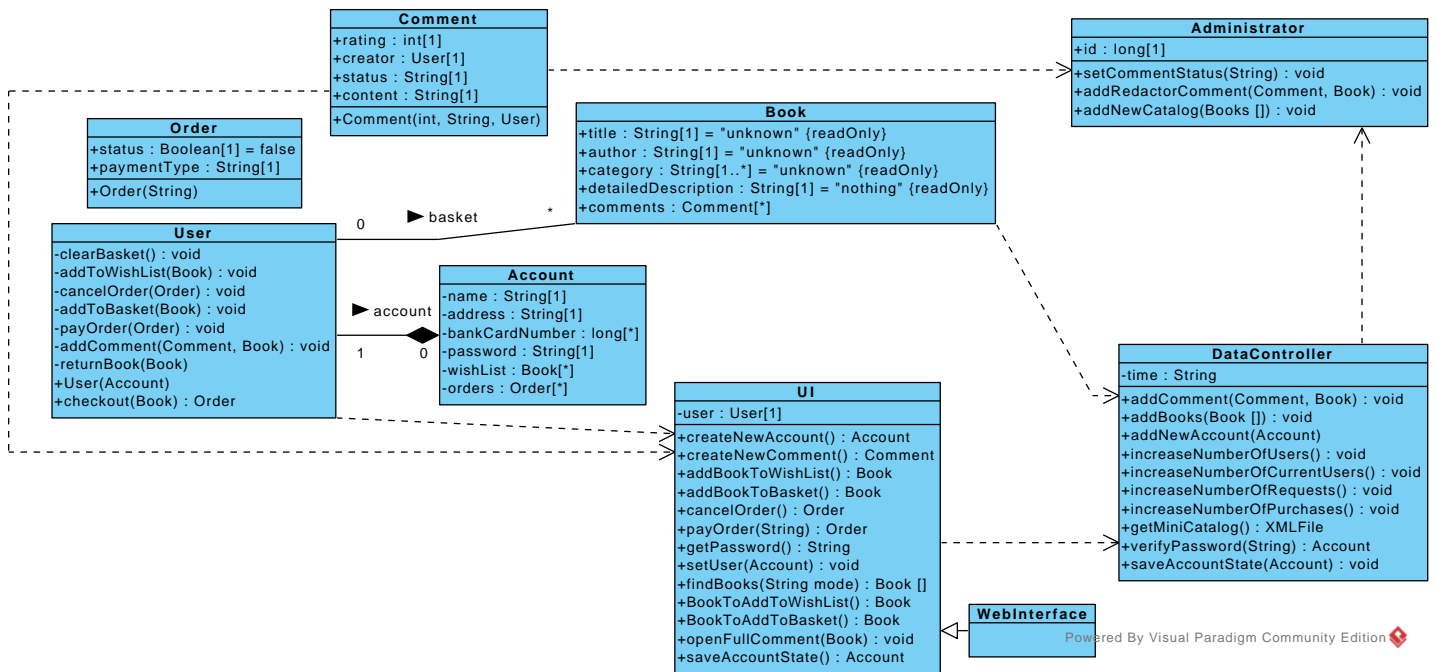 Comment
+rating : int[1]
+creator : User[1]
+status : String[1]
+content : String[1]
+Comment(int, String, User)
Administrator
+id : long[1]
+setCommentStatus(String) : void
+addRedactorComment(Comment, Book) : void
+addNewCatalog(Books []) : void
Order
+status : Boolean[1] = false
+paymentType : String[1]
+Order(String)
Book
+title : String[1] = "unknown" {readOnly}
+author : String[1] = "unknown" {readOnly}
+category : String[1..*] = "unknown" {readOnly}
+detailedDescription : String[1] = "nothing" {readOnly}
+comments : Comment[*]
0
basket
*
User
-clearBasket() : void
-addToWishList(Book) : void
-cancelOrder(Order) : void
-addToBasket(Book) : void
-payOrder(Order) : void
-addComment(Comment, Book) : void
-returnBook(Book)
+User(Account)
+checkout(Book) : Order
account
1
0
Account
-name : String[1]
-address : String[1]
-bankCardNumber : long[*]
-password : String[1]
-wishList : Book[*]
-orders : Order[*]
UI
-user : User[1]
+createNewAccount() : Account
+createNewComment() : Comment
+addBookToWishList() : Book
+addBookToBasket() : Book
+cancelOrder() : Order
+payOrder(String) : Order
+getPassword() : String
+setUser(Account) : void
+findBooks(String mode) : Book []
+BookToAddToWishList() : Book
+BookToAddToBasket() : Book
+openFullComment(Book) : void
+saveAccountState() : Account
DataController
-time : String
+addComment(Comment, Book) : void
+addBooks(Book []) : void
+addNewAccount(Account)
+increaseNumberOfUsers() : void
+increaseNumberOfCurrentUsers() : void
+increaseNumberOfRequests() : void
+increaseNumberOfPurchases() : void
+getMiniCatalog() : XMLFile
+verifyPassword(String) : Account
+saveAccountState(Account) : void
WebInterface
Powered By Visual Paradigm Community Edition